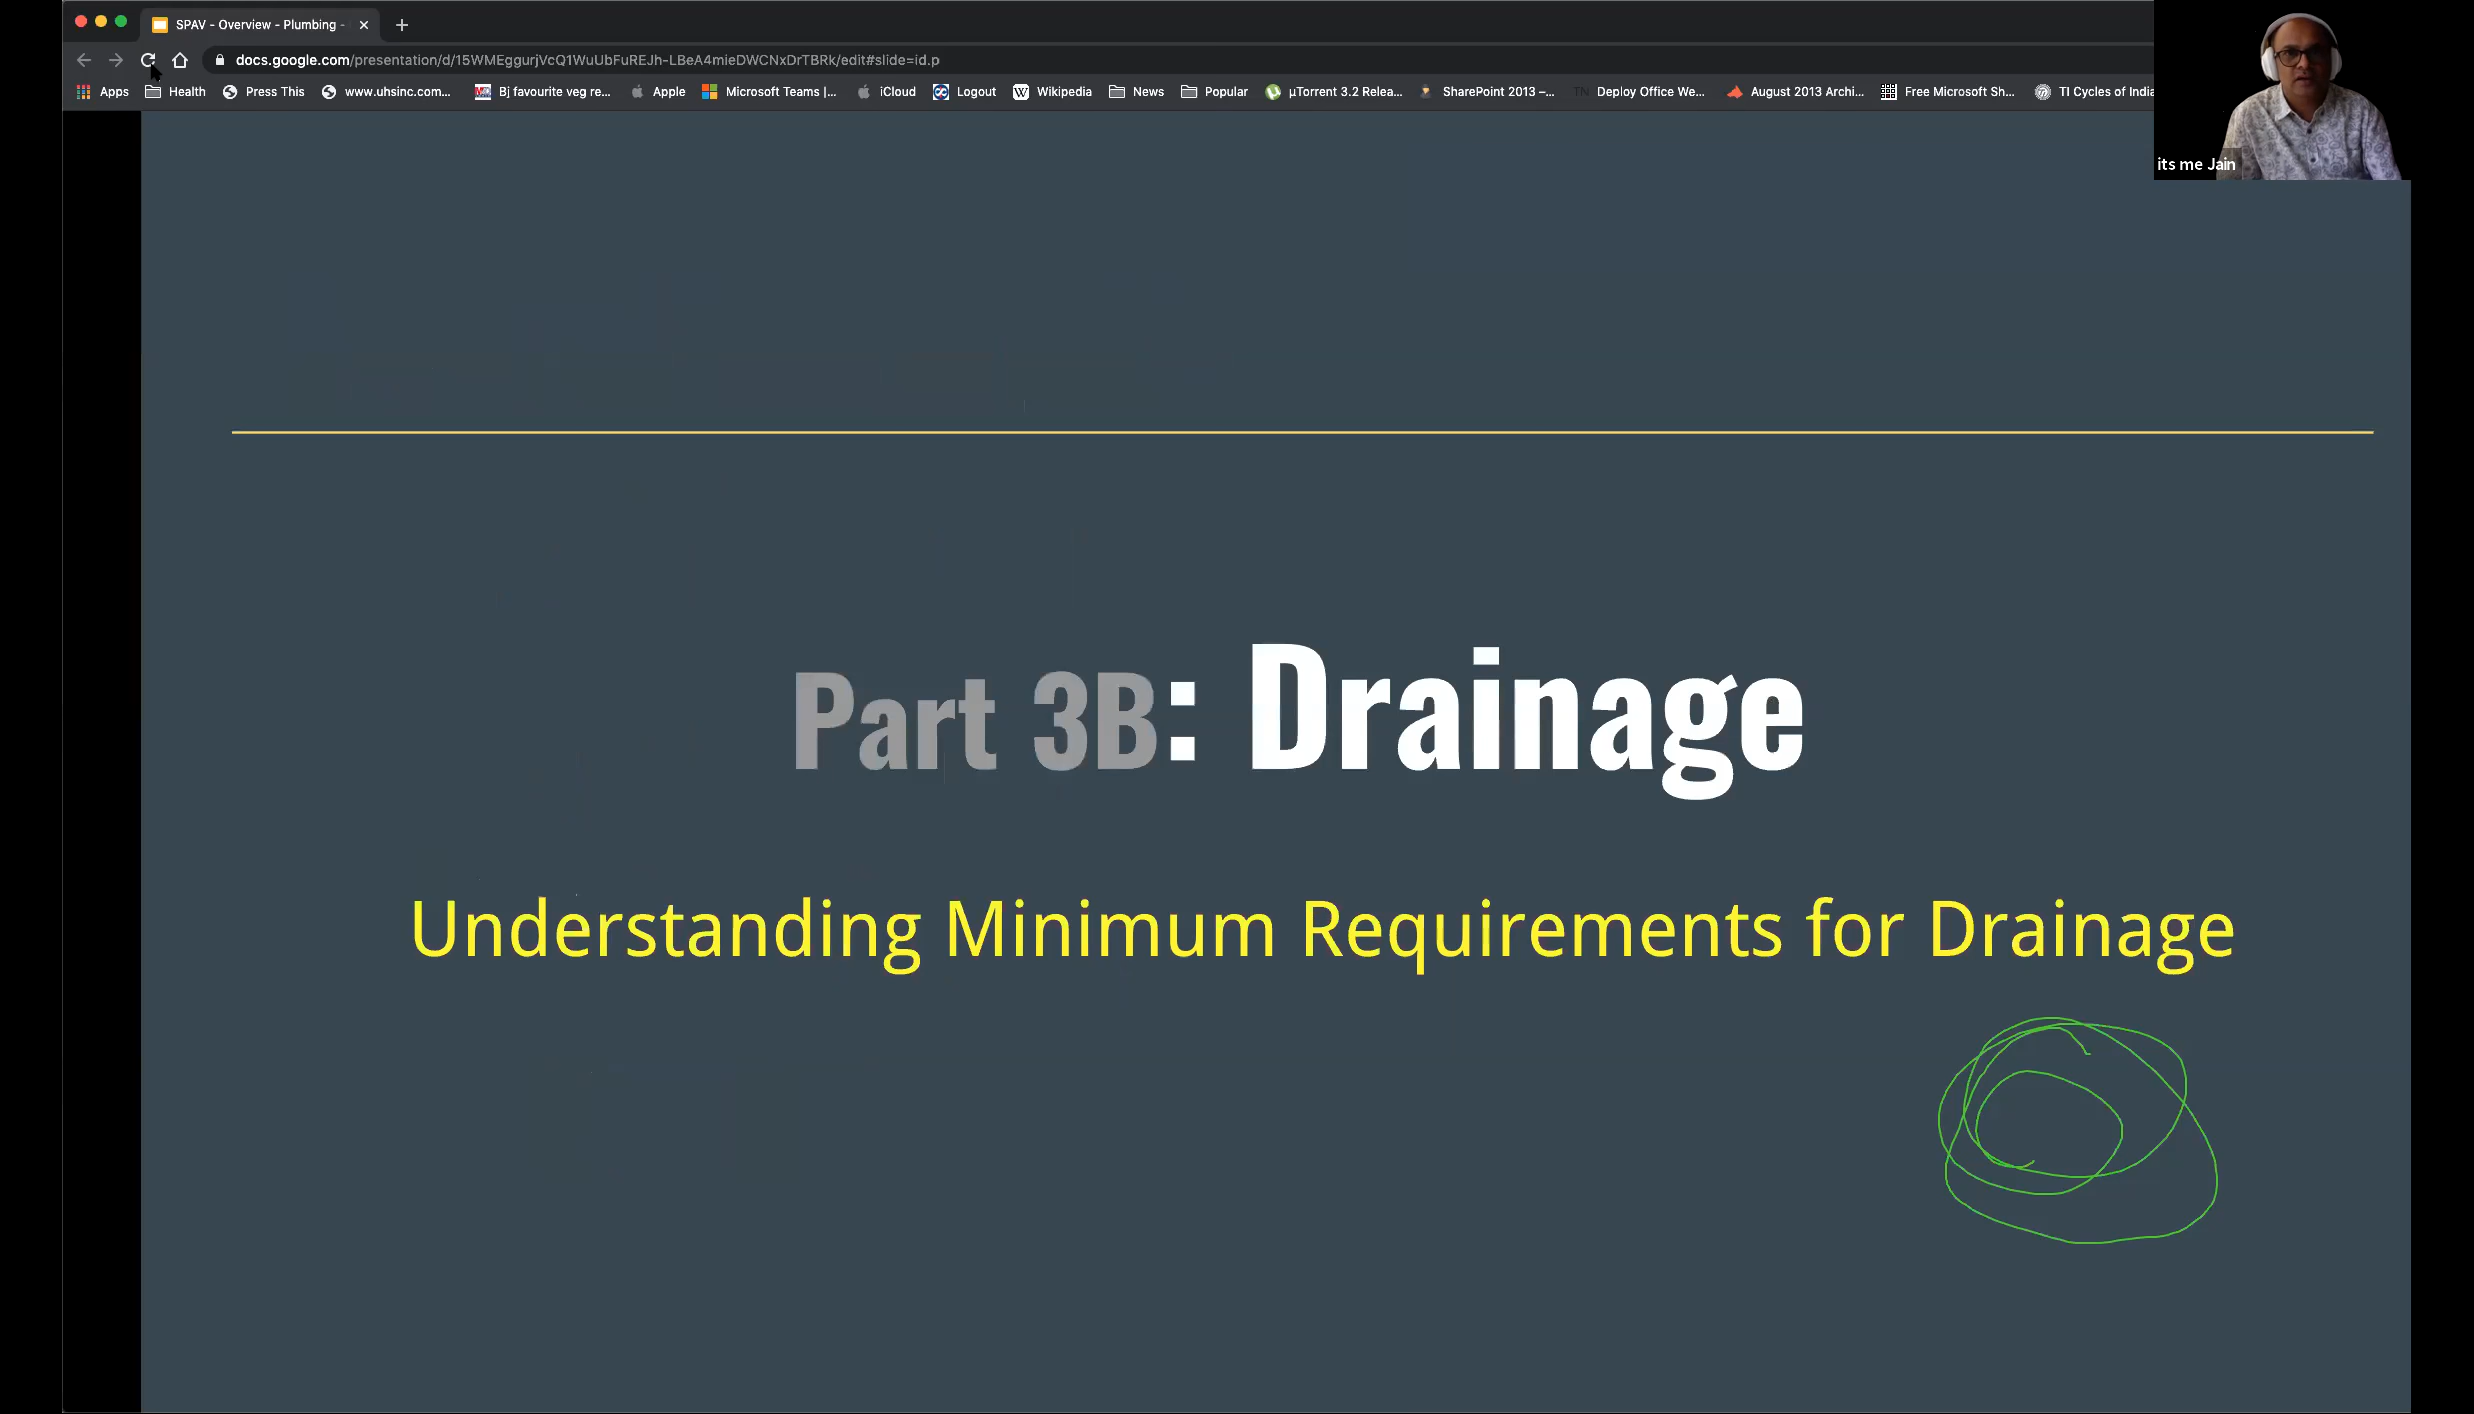 SPAV - Overview - Plumbing -
docs.google.com/presentation/d/15WMEggurjVcQ1WuUbFuREJh-LBeA4mieDWCNxDrTBRk/edit#slide=id.p
Apps Health Press This www.uhsinc.com... Bj favourite veg re... Apple Microsoft Teams |... iCloud Logout Wikipedia News Popular µTorrent 3.2 Relea... SharePoint 2013 –... TN Deploy Office We... August 2013 Archi... Free Microsoft Sh... TI Cycles of India
its me Jain
Part 3B: Drainage
Understanding Minimum Requirements for Drainage